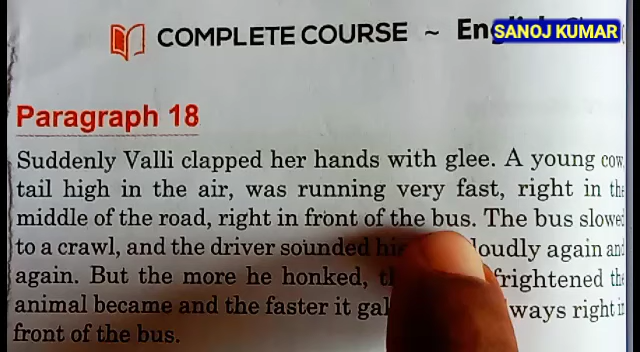 COMPLETE COURSE ~ En
SANOJ KUMAR
Paragraph 18
Suddenly Valli clapped her hands with glee. A young cow,
tail high in the air, was running very fast, right in the
middle of the road, right in front of the bus. The bus slowed
to a crawl, and the driver sounded hi loudly again and
again. But the more he honked, frightened the
animal became and the faster it gal ways right in
front of the bus.